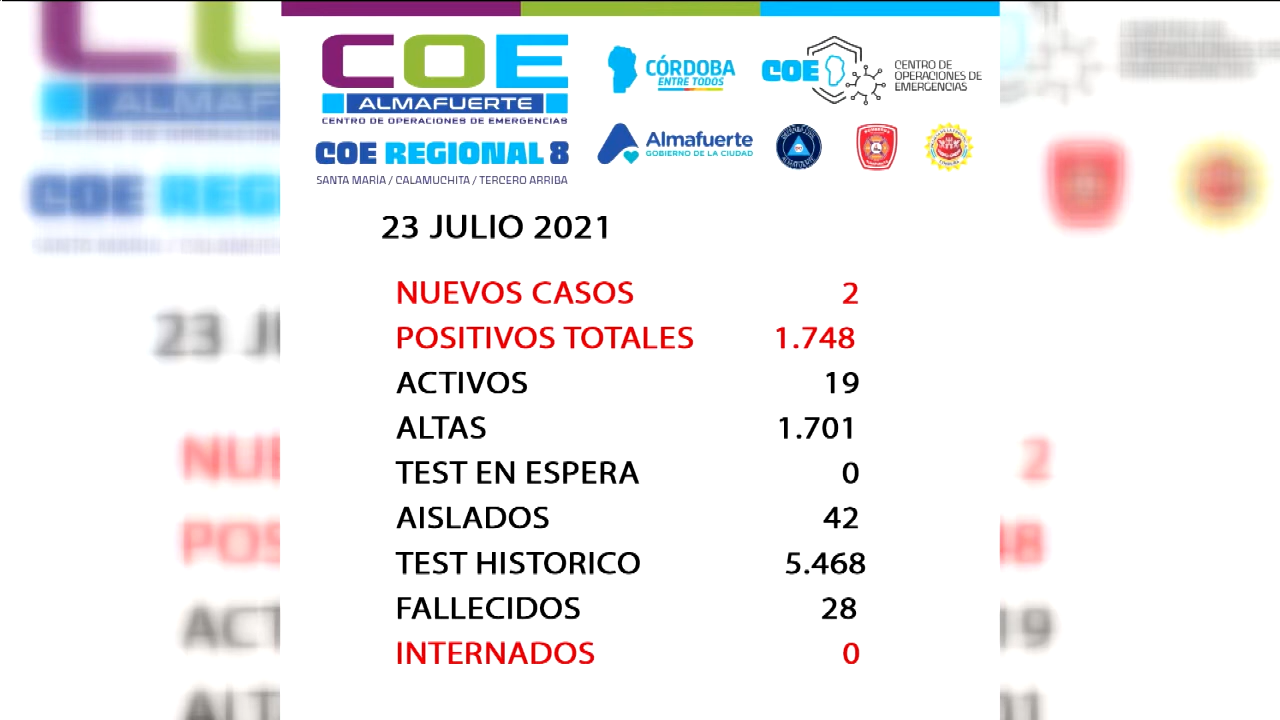 COE
ALMAFUERTE
CENTRO DE OPERACIONES DE EMERGENCIAS
COE REGIONAL 8
SANTA MARÍA / CALAMUCHITA / TERCERO ARRIBA
CÓRDOBA
ENTRE TODOS
COE
CENTRO DE
OPERACIONES DE
EMERGENCIAS
Almafuerte
GOBIERNO DE LA CIUDAD
23 JULIO 2021
NUEVOS CASOS 2
POSITIVOS TOTALES 1.748
ACTIVOS 19
ALTAS 1.701
TEST EN ESPERA 0
AISLADOS 42
TEST HISTORICO 5.468
FALLECIDOS 28
INTERNADOS 0